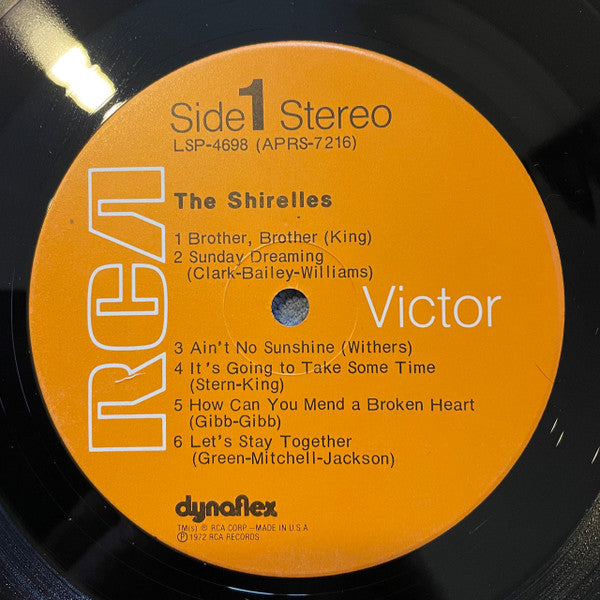 Side 1 Stereo
LSP-4698 (APRS-7216)
RCA
The Shirelles
1 Brother, Brother (King)
2 Sunday Dreaming
(Clark-Bailey-Williams)
Victor
3 Ain't No Sunshine (Withers)
4 It's Going to Take Some Time
(Stern-King)
5 How Can You Mend a Broken Heart
(Gibb-Gibb)
6 Let's Stay Together
(Green-Mitchell-Jackson)
dynaflex
TM(s) ® RCA CORP.—MADE IN U.S.A
Ⓟ 1972 RCA RECORDS